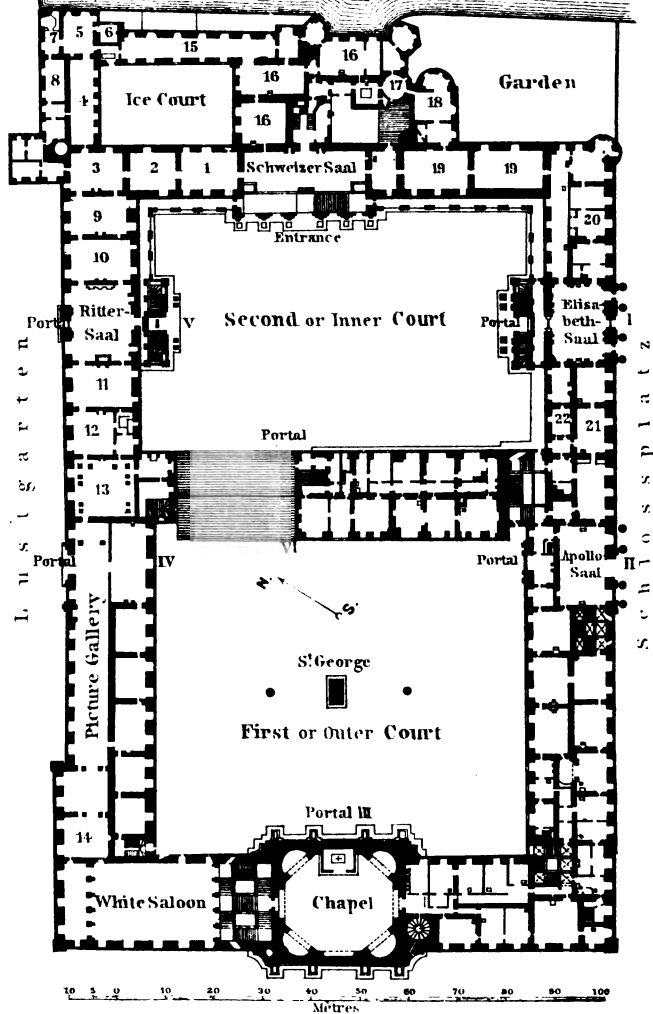 7
5
6
15
16
8
4
Ice Court
16
17
18
Garden
16
3
2
1
Schweizer Saal
19
19
9
20
Entrance
10
Portal
Ritter-
Saal
V
Second or Inner Court
Portal
Elisa
beth-
Saal
I
11
12
22
21
Portal
13
Lustgarten
Schlossplatz
Portal
IV
V
Portal
Apollo
Saal
II
N.
S.
Picture Gallery
St. George
First or Outer Court
Portal III
14
White Saloon
Chapel
10 5 0 10 20 30 40 50 60 70 80 90 100
Mètres